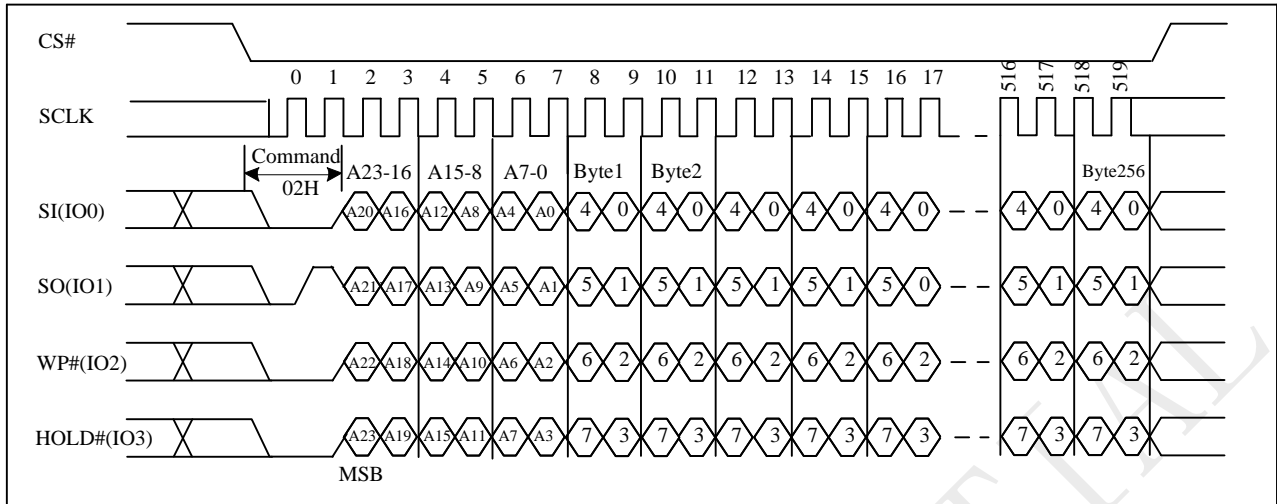 CS#
0 1 2 3 4 5 6 7 8 9 10 11 12 13 14 15 16 17 516 517 518 519
SCLK
Command
02H
A23-16 A15-8 A7-0 Byte1 Byte2 Byte256
SI(IO0) A20 A16 A12 A8 A4 A0 4 0 4 0 4 0 4 0 4 0 4 0 4 0
SO(IO1) A21 A17 A13 A9 A5 A1 5 1 5 1 5 1 5 1 5 0 5 1 5 1
WP#(IO2) A22 A18 A14 A10 A6 A2 6 2 6 2 6 2 6 2 6 2 6 2 6 2
HOLD#(IO3) A23 A19 A15 A11 A7 A3 7 3 7 3 7 3 7 3 7 3 7 3 7 3
MSB